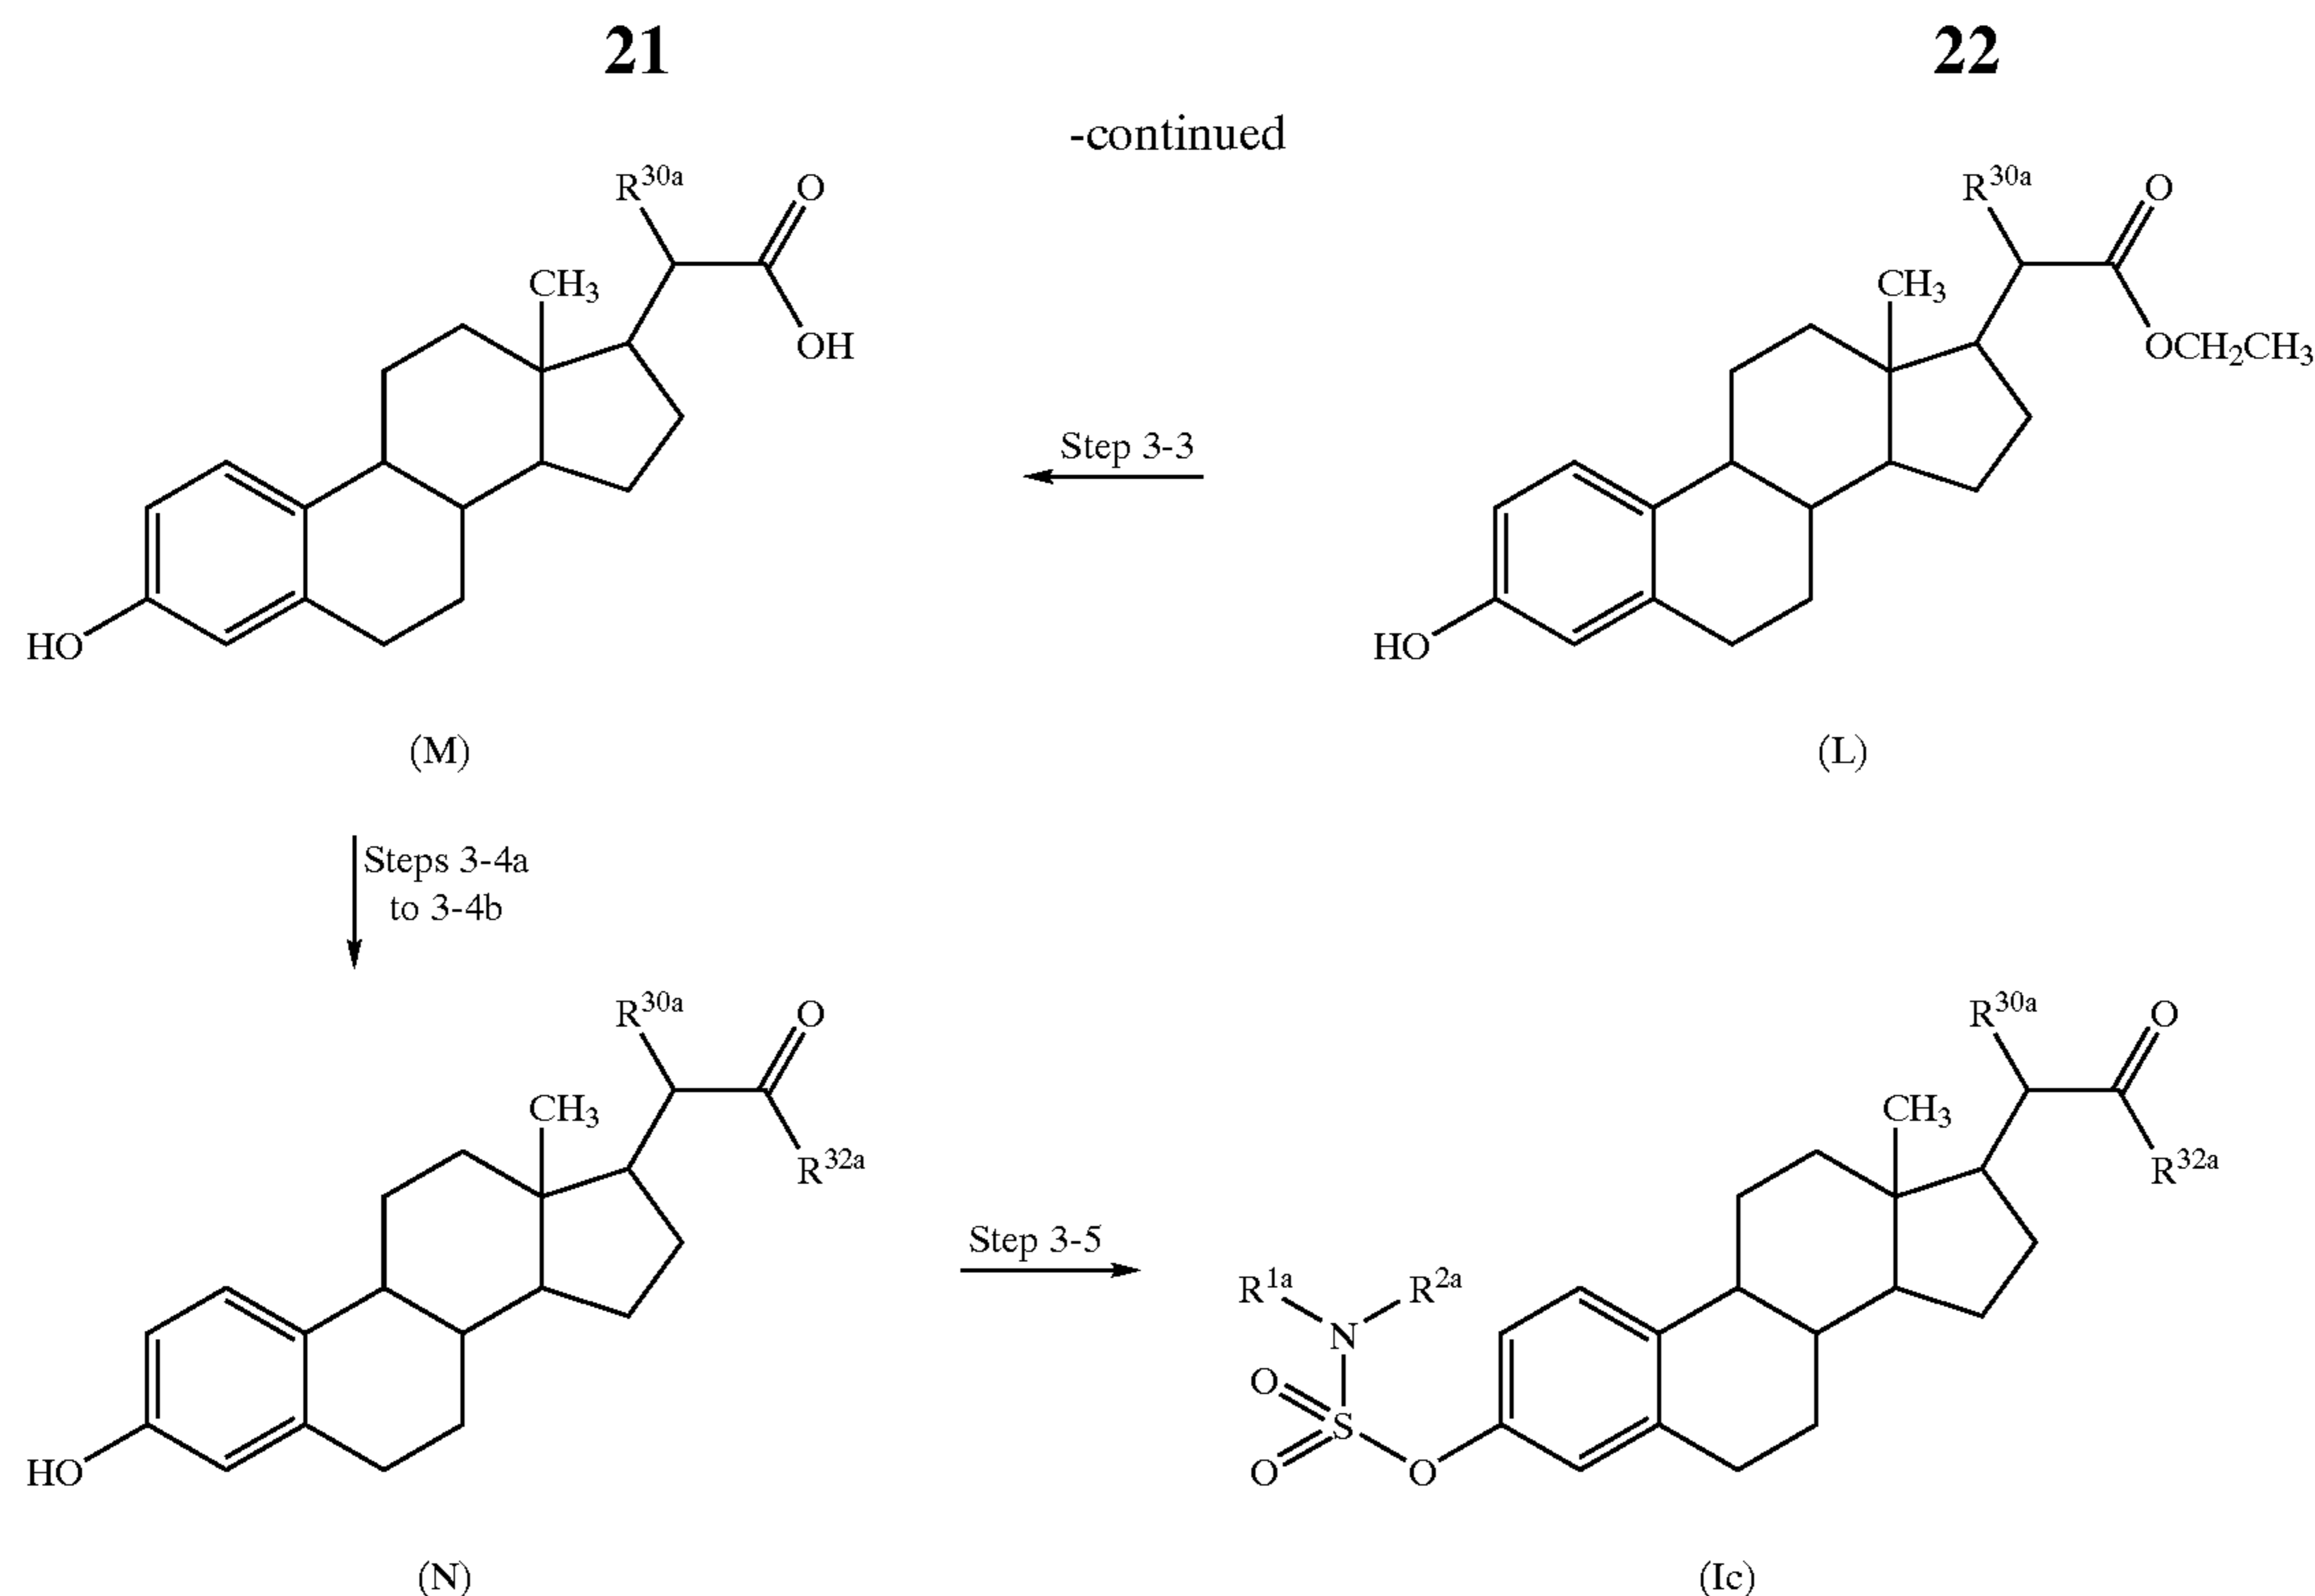 21
22
-continued
R30a
O
CH3
OH
HO
(M)
Step 3-3
R30a
O
CH3
OCH2CH3
HO
(L)
Steps 3-4a
to 3-4b
R30a
O
CH3
R32a
HO
(N)
Step 3-5
R30a
O
CH3
R32a
R1a
R2a
N
O
S
O
O
(Ic)